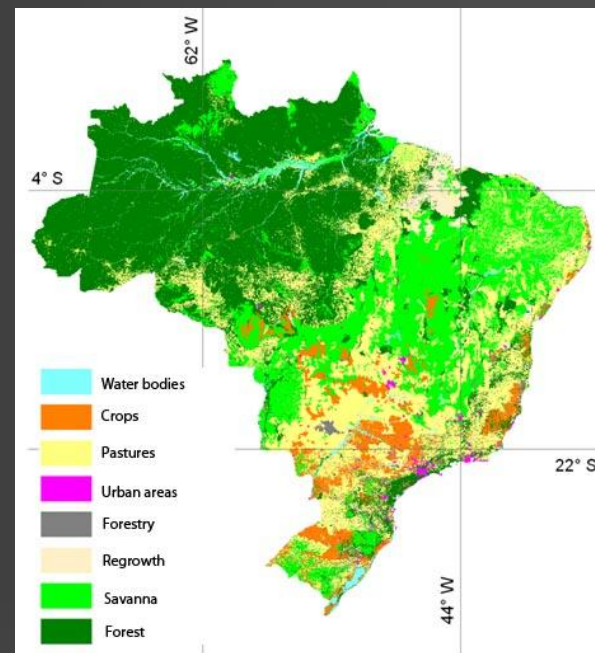 62° W
4° S
Water bodies
Crops
Pastures
Urban areas
Forestry
Regrowth
Savanna
Forest
22° S
44° W